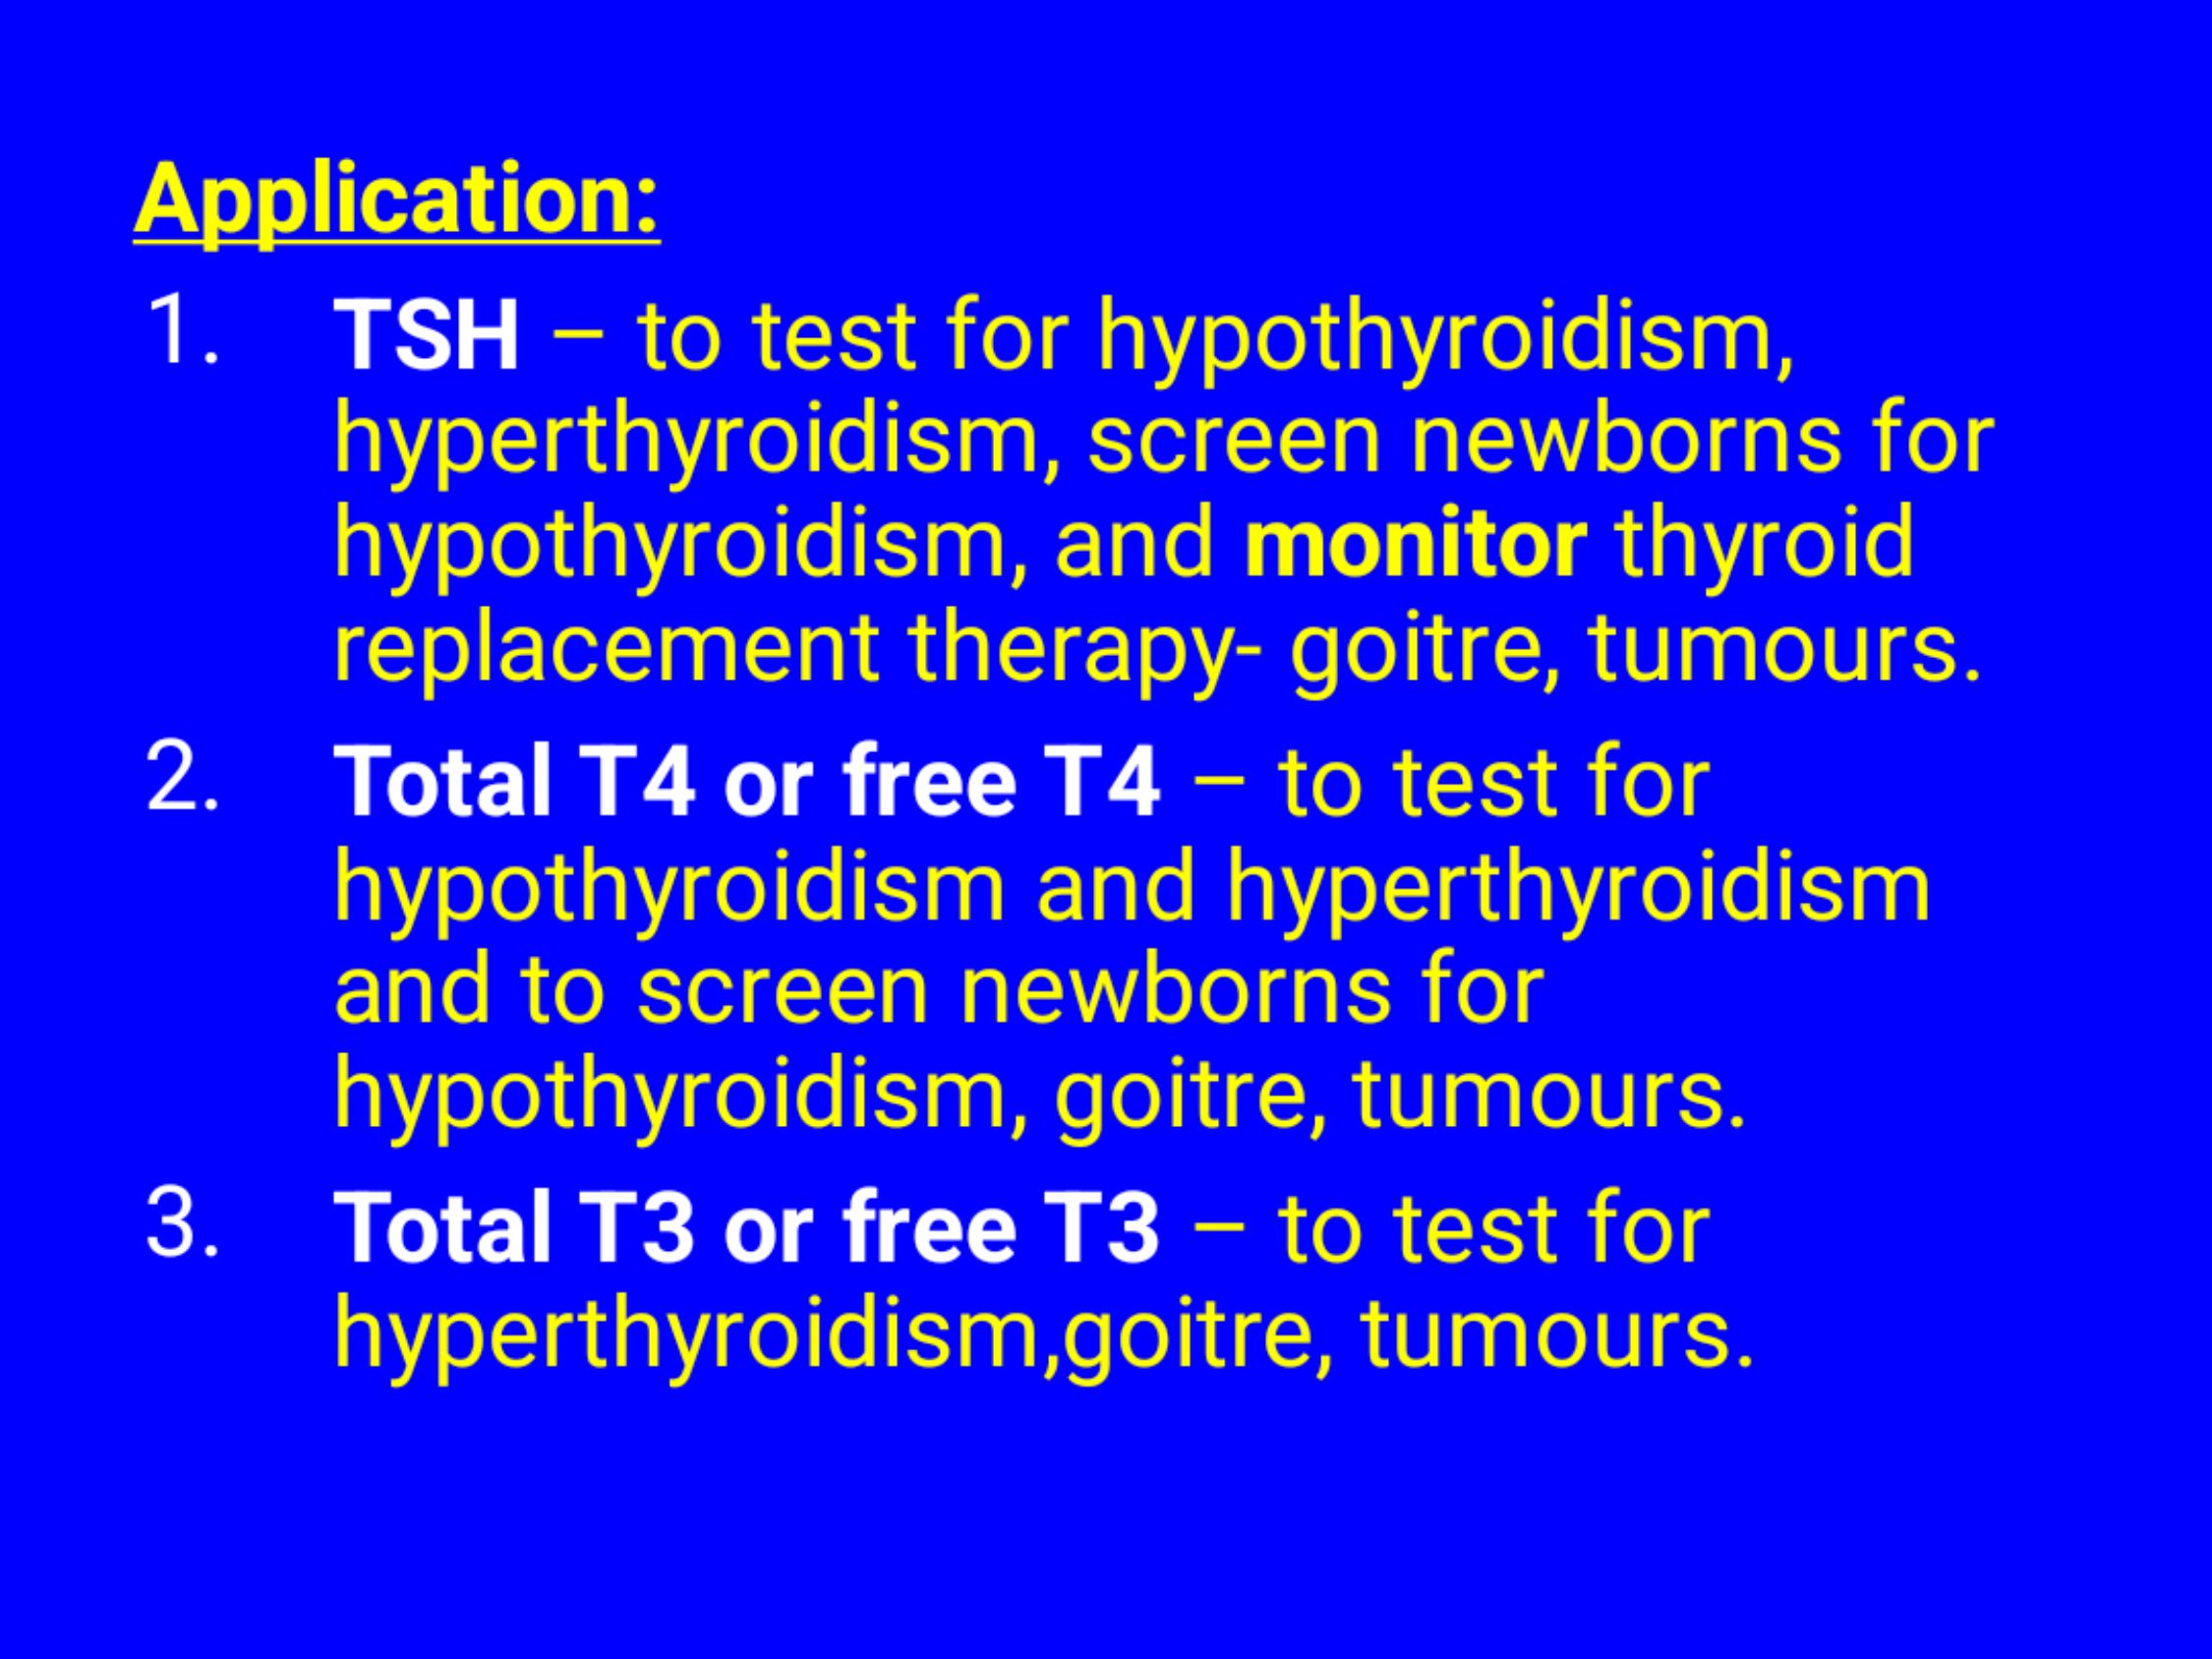 Application:
1. TSH – to test for hypothyroidism,
hyperthyroidism, screen newborns for
hypothyroidism, and monitor thyroid
replacement therapy- goitre, tumours.
2. Total T4 or free T4 – to test for
hypothyroidism and hyperthyroidism
and to screen newborns for
hypothyroidism, goitre, tumours.
3. Total T3 or free T3 – to test for
hyperthyroidism,goitre, tumours.